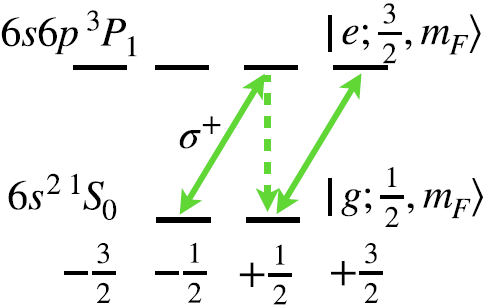 6s6p ³P₁ |e; 3/2, m_F⟩
σ⁺
6s² ¹S₀ |g; 1/2, m_F⟩
−3/2 −1/2 +1/2 +3/2